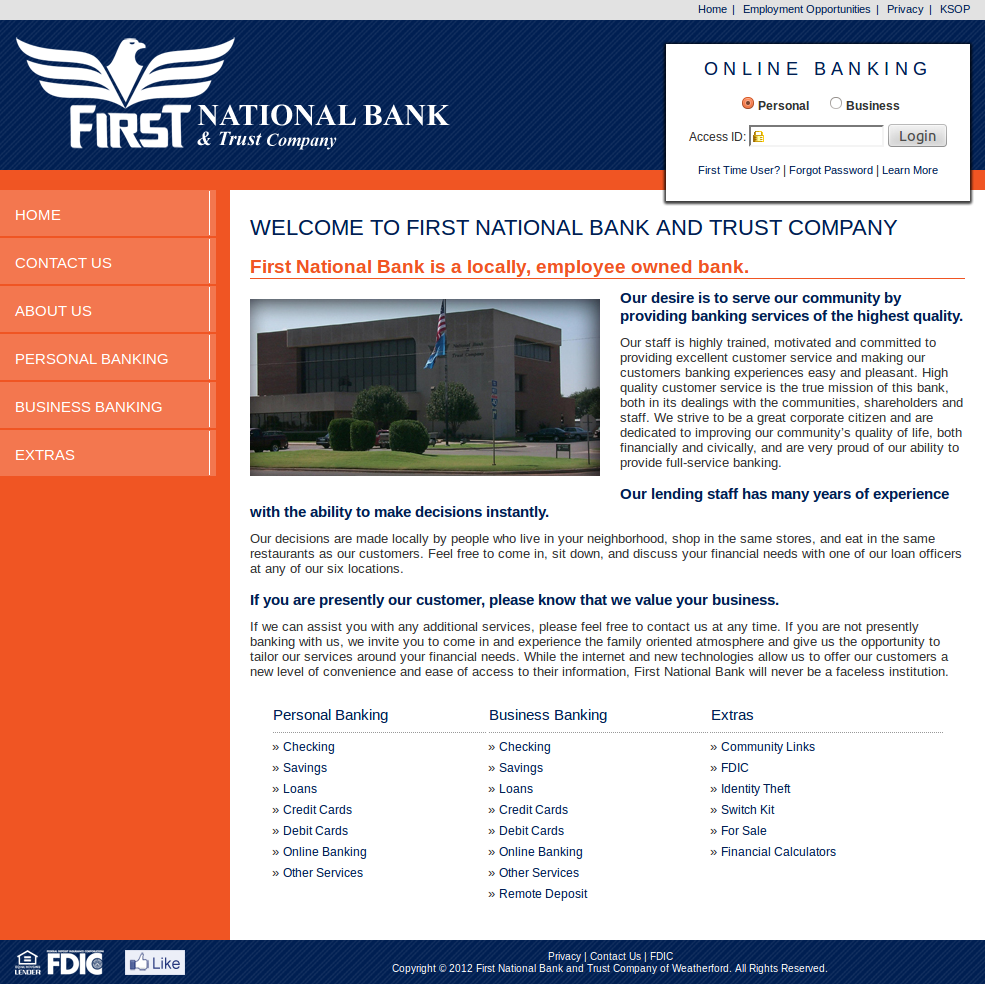 Home | Employment Opportunities | Privacy | KSOP
FIRST NATIONAL BANK
& Trust Company
ONLINE BANKING
Personal Business
Access ID: Login
First Time User? | Forgot Password | Learn More
HOME
CONTACT US
ABOUT US
PERSONAL BANKING
BUSINESS BANKING
EXTRAS
WELCOME TO FIRST NATIONAL BANK AND TRUST COMPANY
First National Bank is a locally, employee owned bank.
Our desire is to serve our community by
providing banking services of the highest quality.
Our staff is highly trained, motivated and committed to
providing excellent customer service and making our
customers banking experiences easy and pleasant. High
quality customer service is the true mission of this bank,
both in its dealings with the communities, shareholders and
staff. We strive to be a great corporate citizen and are
dedicated to improving our community's quality of life, both
financially and civically, and are very proud of our ability to
provide full-service banking.
Our lending staff has many years of experience
with the ability to make decisions instantly.
Our decisions are made locally by people who live in your neighborhood, shop in the same stores, and eat in the same
restaurants as our customers. Feel free to come in, sit down, and discuss your financial needs with one of our loan officers
at any of our six locations.
If you are presently our customer, please know that we value your business.
If we can assist you with any additional services, please feel free to contact us at any time. If you are not presently
banking with us, we invite you to come in and experience the family oriented atmosphere and give us the opportunity to
tailor our services around your financial needs. While the internet and new technologies allow us to offer our customers a
new level of convenience and ease of access to their information, First National Bank will never be a faceless institution.
Personal Banking
» Checking
» Savings
» Loans
» Credit Cards
» Debit Cards
» Online Banking
» Other Services
Business Banking
» Checking
» Savings
» Loans
» Credit Cards
» Debit Cards
» Online Banking
» Other Services
» Remote Deposit
Extras
» Community Links
» FDIC
» Identity Theft
» Switch Kit
» For Sale
» Financial Calculators
LENDER
FDIC
Like
Privacy | Contact Us | FDIC
Copyright © 2012 First National Bank and Trust Company of Weatherford. All Rights Reserved.